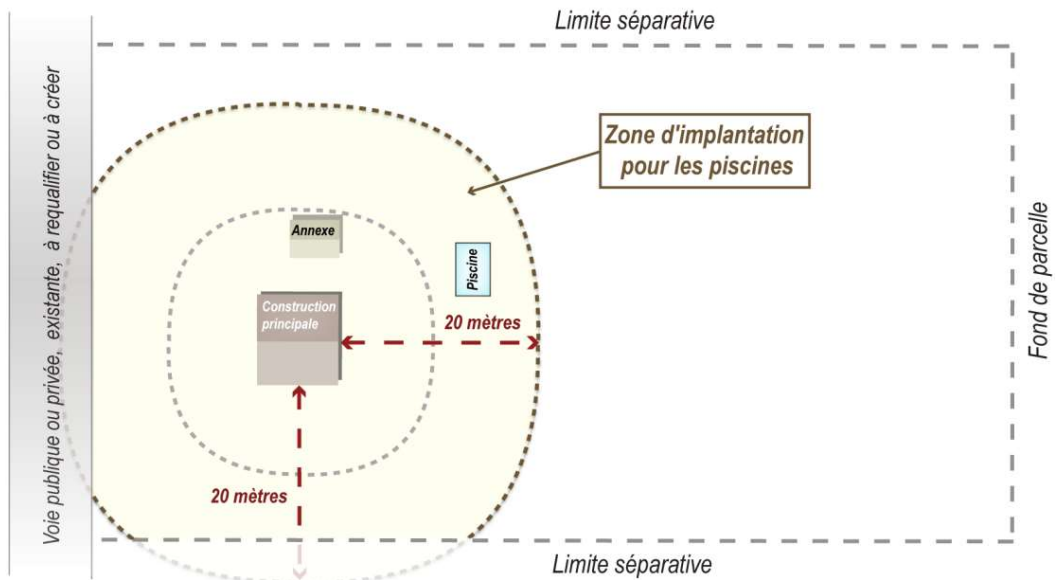 Limite séparative
Voie publique ou privée, existante, à requalifier ou à créer
Zone d'implantation
pour les piscines
Annexe
Piscine
Construction
principale
20 mètres
20 mètres
Fond de parcelle
Limite séparative